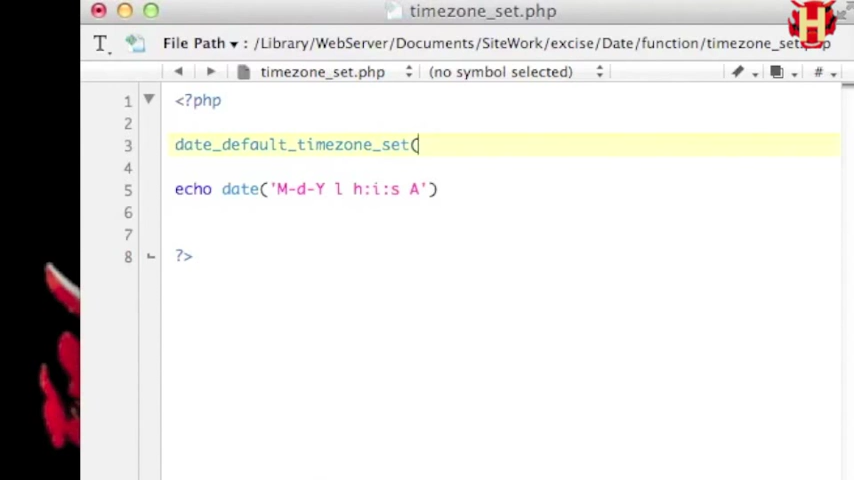 timezone_set.php
T
File Path ▾ : /Library/WebServer/Documents/SiteWork/excise/Date/function/timezone_set.php
timezone_set.php (no symbol selected) #
1 <?php
2
3 date_default_timezone_set(
4
5 echo date('M-d-Y l h:i:s A')
6
7
8 ?>
H